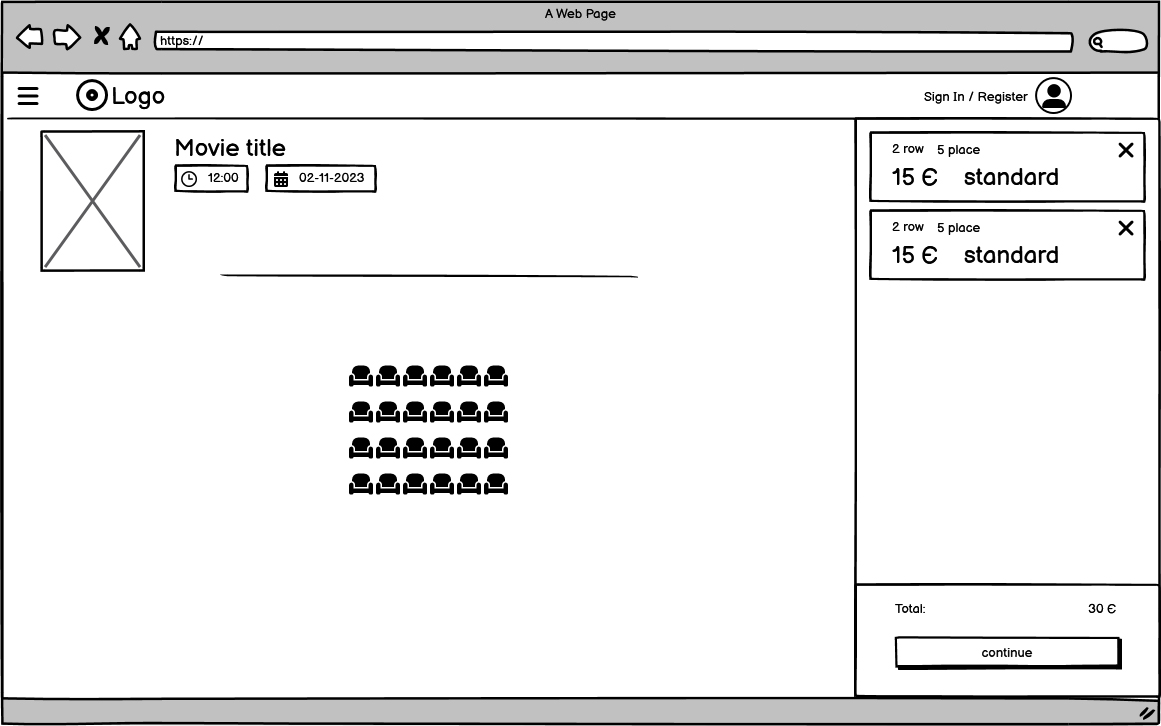 A Web Page
https://
Logo
Sign In / Register
Movie title
12:00
02-11-2023
2 row 5 place
15 € standard
2 row 5 place
15 € standard
Total: 30 €
continue